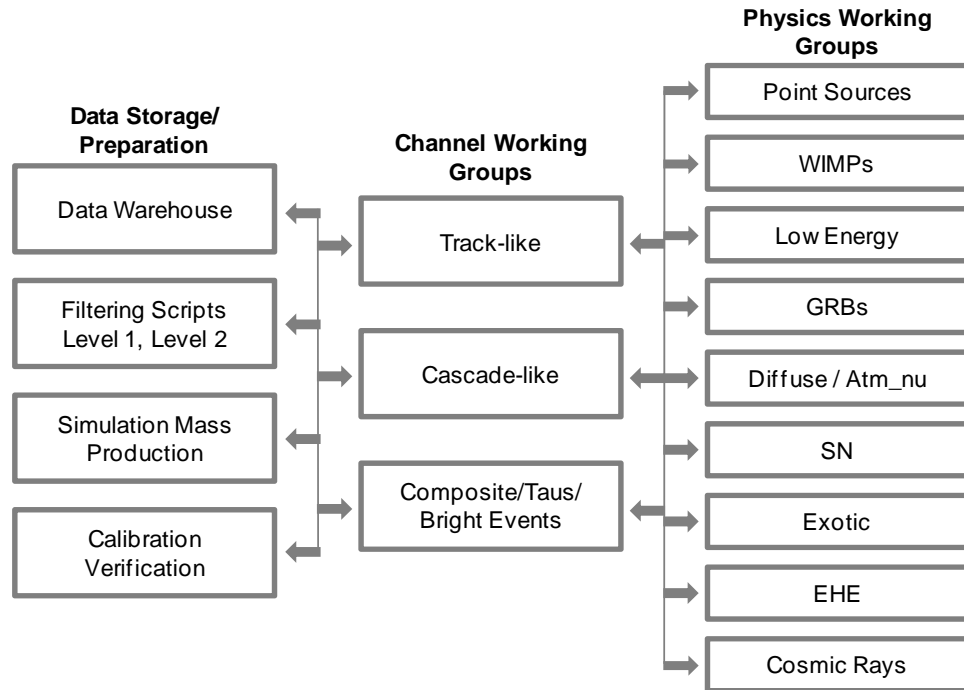 Data Storage/
Preparation
Data Warehouse
Filtering Scripts
Level 1, Level 2
Simulation Mass
Production
Calibration
Verification
Channel Working
Groups
Track-like
Cascade-like
Composite/Taus/
Bright Events
Physics Working
Groups
Point Sources
WIMPs
Low Energy
GRBs
Diffuse / Atm_nu
SN
Exotic
EHE
Cosmic Rays